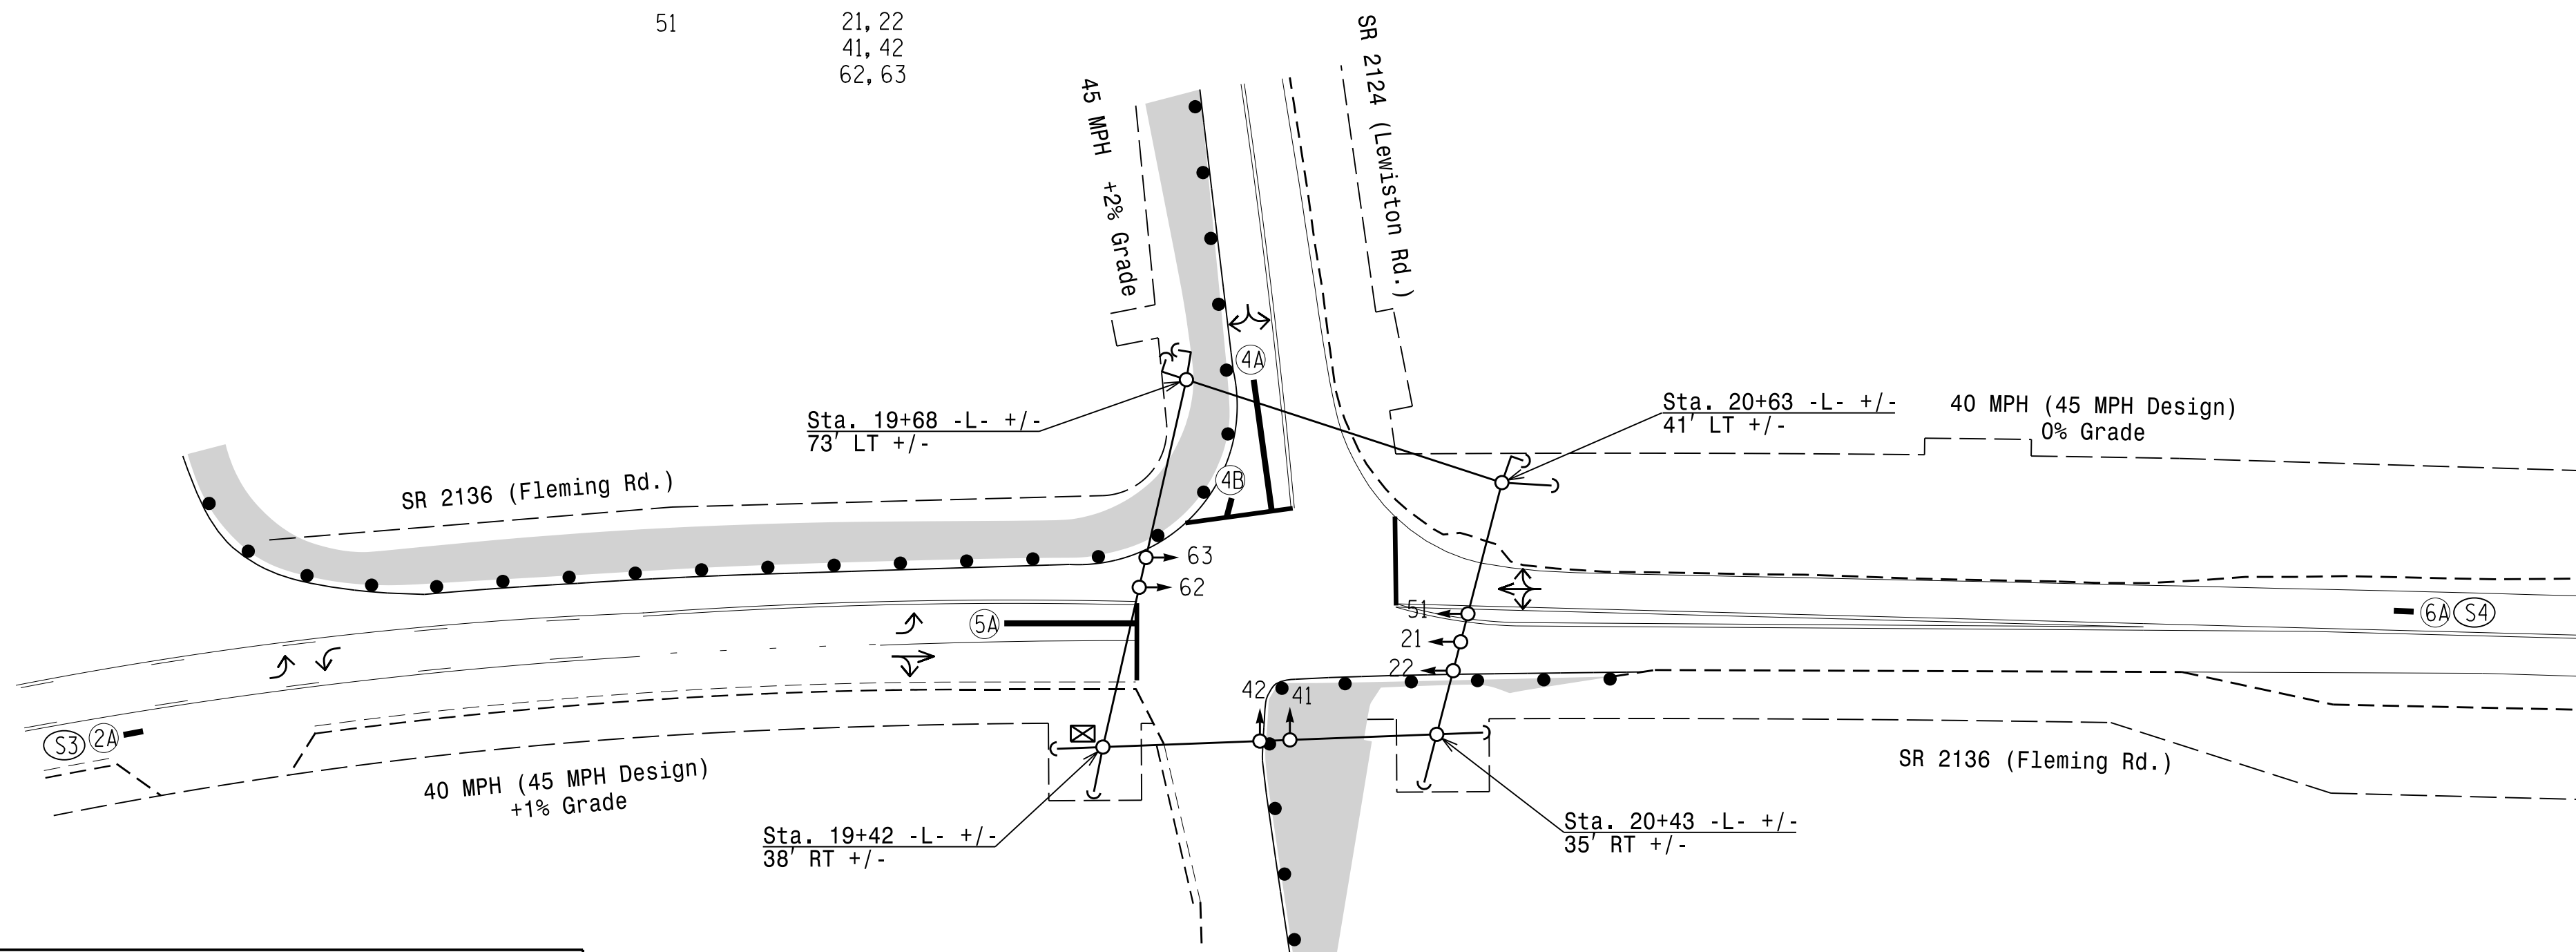 51
21, 22
41, 42
62, 63
45 MPH +2% Grade
SR 2124 (Lewiston Rd.)
4A
Sta. 19+68 -L- +/-
73' LT +/-
Sta. 20+63 -L- +/-
41' LT +/-
40 MPH (45 MPH Design)
0% Grade
SR 2136 (Fleming Rd.)
4B
63
62
5A
51
21
22
6A S4
42 41
S3 2A
40 MPH (45 MPH Design)
+1% Grade
SR 2136 (Fleming Rd.)
Sta. 19+42 -L- +/-
38' RT +/-
Sta. 20+43 -L- +/-
35' RT +/-